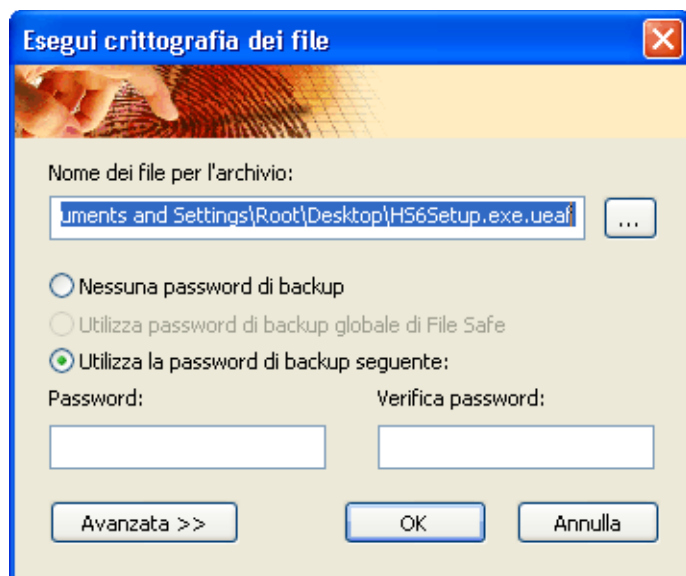 Esegui crittografia dei file
Nome dei file per l'archivio:
uments and Settings\Root\Desktop\HS6Setup.exe.ueaf
...
Nessuna password di backup
Utilizza password di backup globale di File Safe
Utilizza la password di backup seguente:
Password: Verifica password:
Avanzata >> OK Annulla